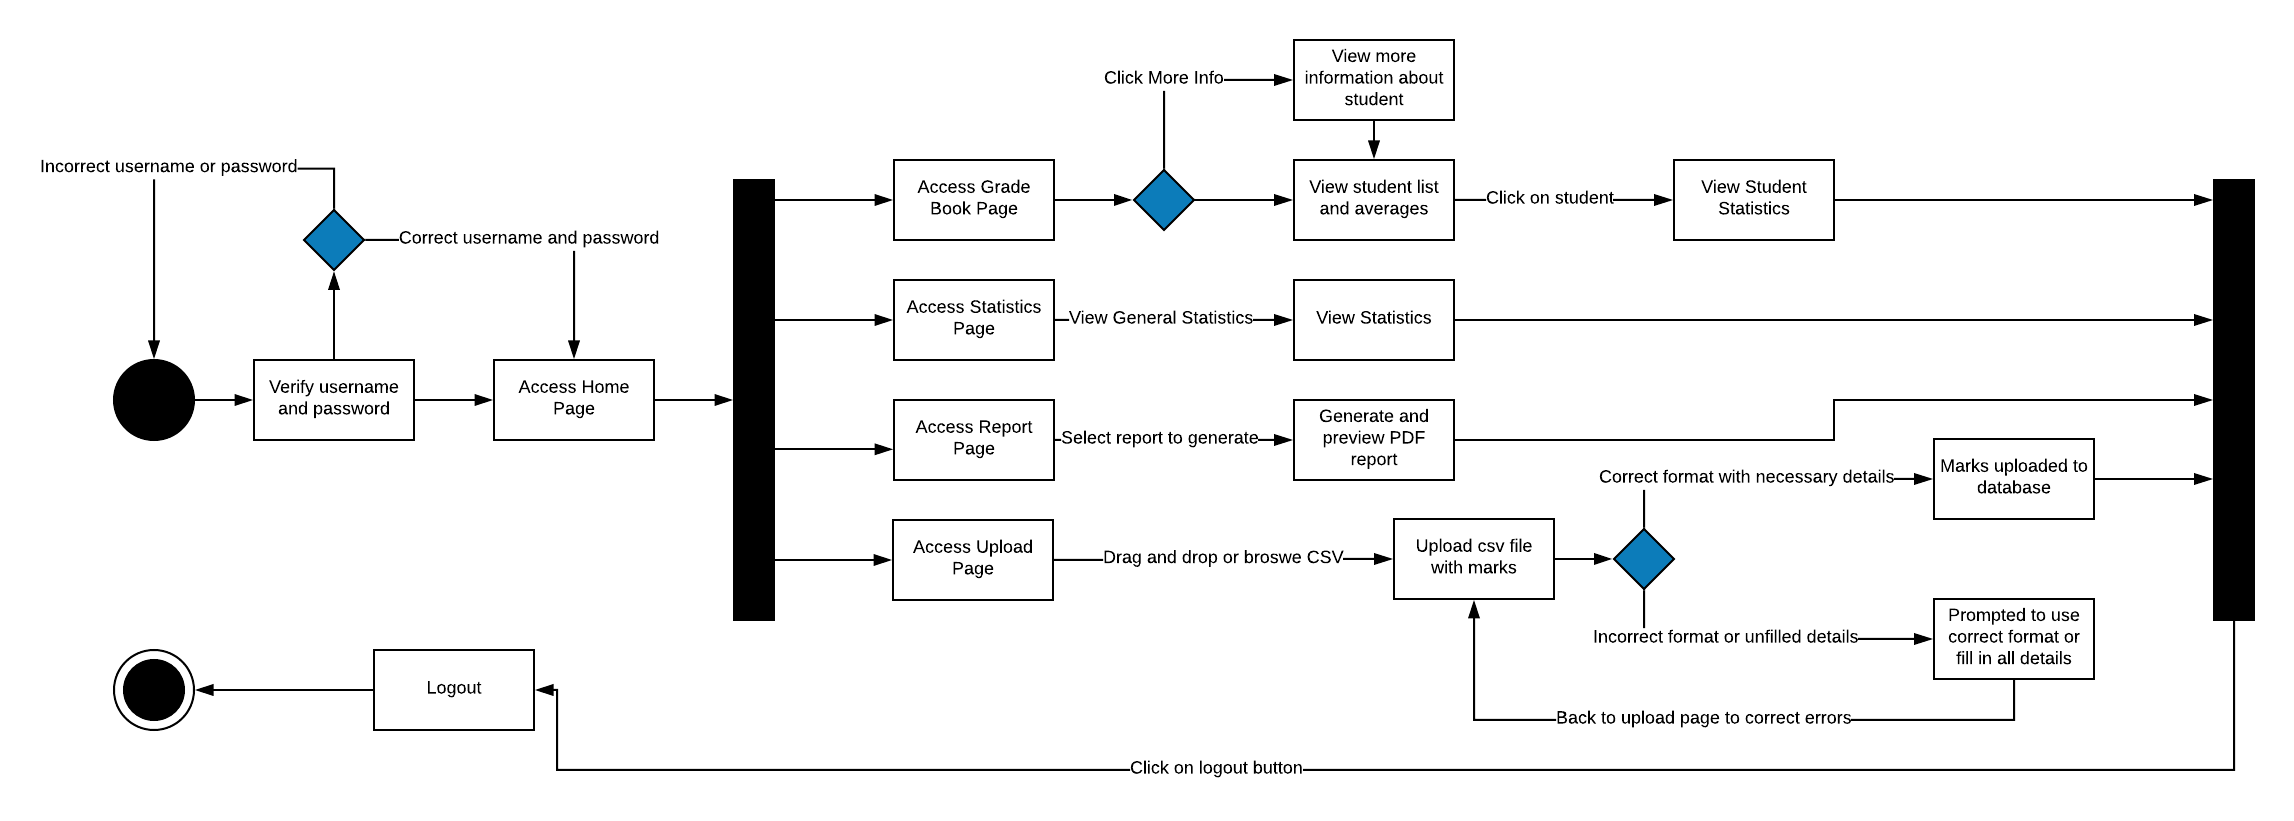 View more
information about
student
Click More Info
Incorrect username or password
Access Grade
Book Page
View student list
and averages
Click on student
View Student
Statistics
Correct username and password
Access Statistics
Page
View General Statistics
View Statistics
Verify username
and password
Access Home
Page
Access Report
Page
Select report to generate
Generate and
preview PDF
report
Correct format with necessary details
Marks uploaded to
database
Access Upload
Page
Drag and drop or broswe CSV
Upload csv file
with marks
Incorrect format or unfilled details
Prompted to use
correct format or
fill in all details
Logout
Back to upload page to correct errors
Click on logout button